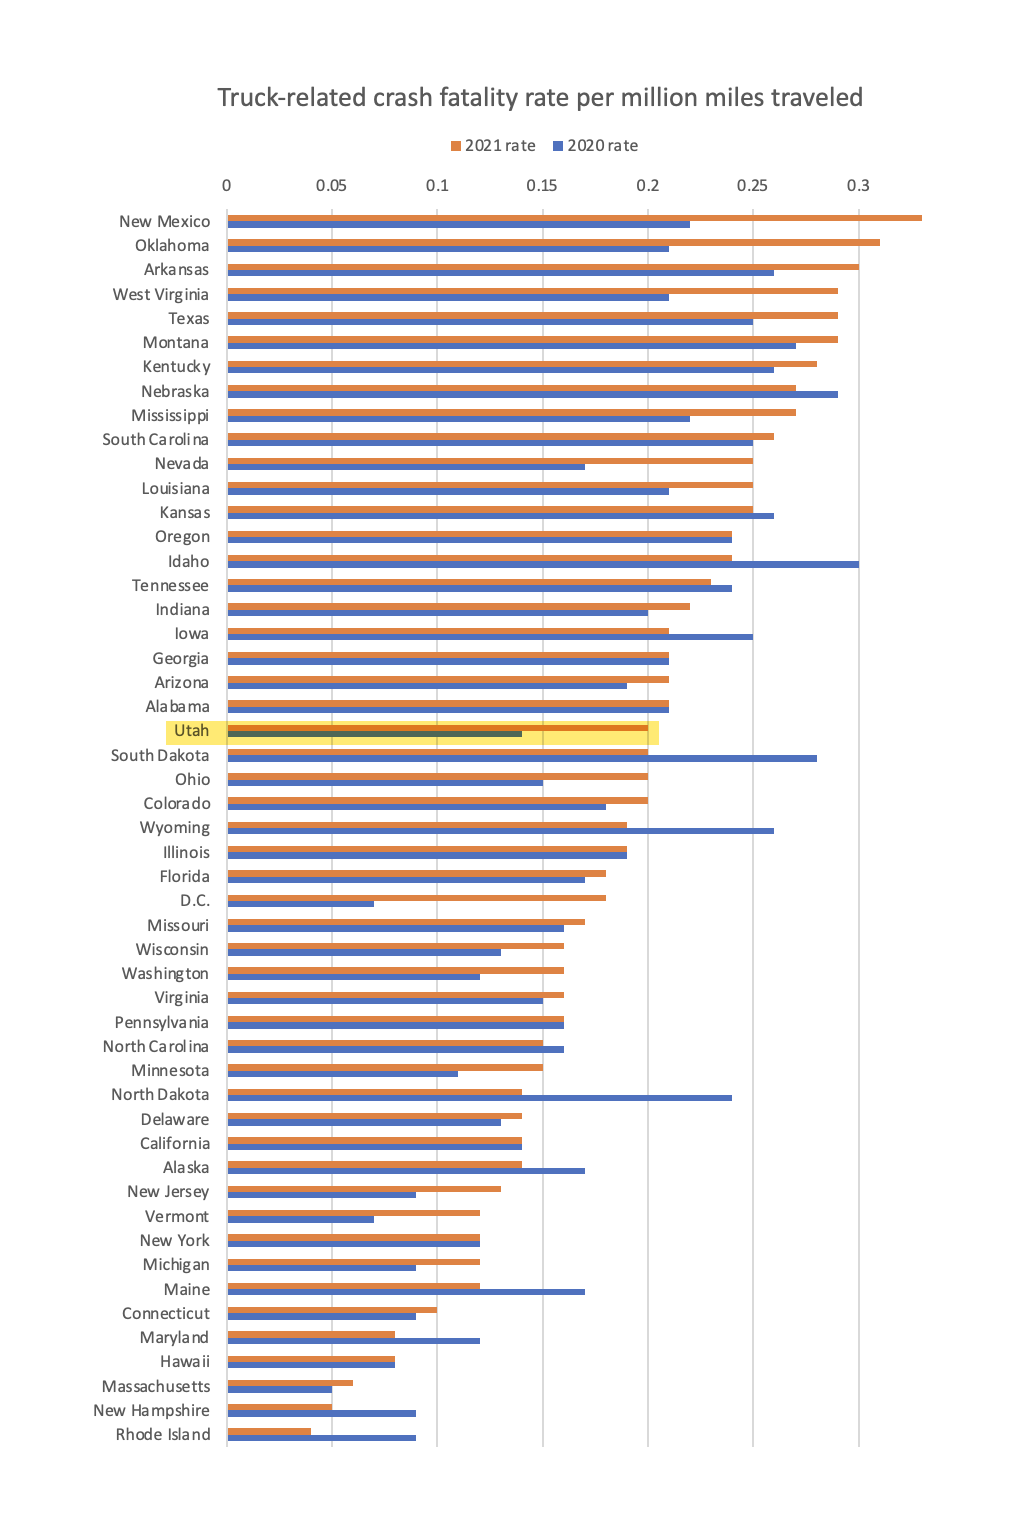 Truck-related crash fatality rate per million miles traveled
2021 rate 2020 rate
0 0.05 0.1 0.15 0.2 0.25 0.3
New Mexico
Oklahoma
Arkansas
West Virginia
Texas
Montana
Kentucky
Nebraska
Mississippi
South Carolina
Nevada
Louisiana
Kansas
Oregon
Idaho
Tennessee
Indiana
Iowa
Georgia
Arizona
Alabama
Utah
South Dakota
Ohio
Colorado
Wyoming
Illinois
Florida
D.C.
Missouri
Wisconsin
Washington
Virginia
Pennsylvania
North Carolina
Minnesota
North Dakota
Delaware
California
Alaska
New Jersey
Vermont
New York
Michigan
Maine
Connecticut
Maryland
Hawaii
Massachusetts
New Hampshire
Rhode Island